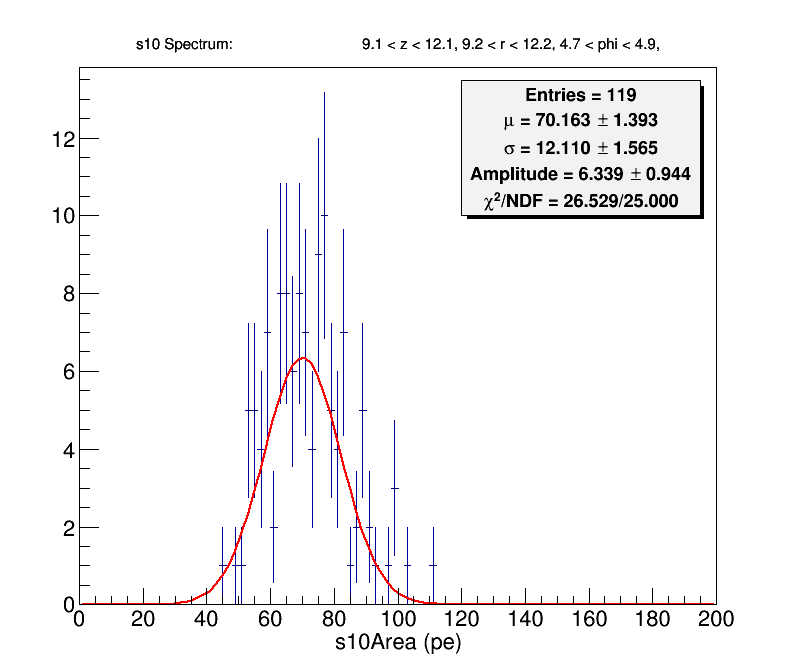 s10 Spectrum: 9.1 < z < 12.1, 9.2 < r < 12.2, 4.7 < phi < 4.9,
Entries = 119
μ = 70.163 ± 1.393
σ = 12.110 ± 1.565
Amplitude = 6.339 ± 0.944
χ²/NDF = 26.529/25.000
12
10
8
6
4
2
0
0 20 40 60 80 100 120 140 160 180 200
s10Area (pe)